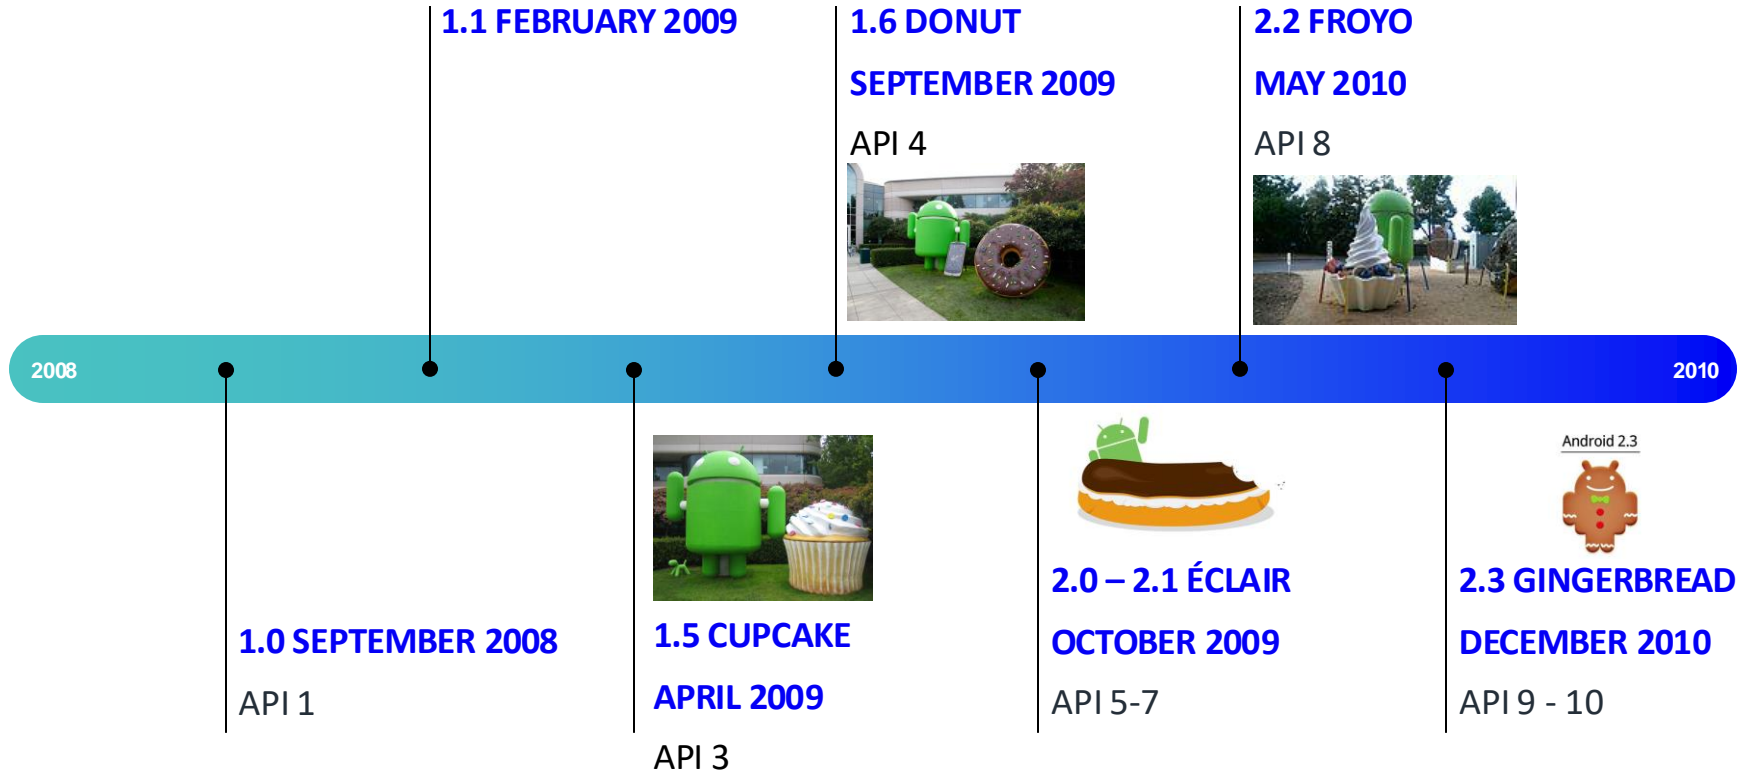 1.1 FEBRUARY 2009
1.6 DONUT
SEPTEMBER 2009
API 4
2.2 FROYO
MAY 2010
API 8
2008
2010
1.0 SEPTEMBER 2008
API 1
1.5 CUPCAKE
APRIL 2009
API 3
2.0 – 2.1 ÉCLAIR
OCTOBER 2009
API 5-7
Android 2.3
2.3 GINGERBREAD
DECEMBER 2010
API 9 - 10